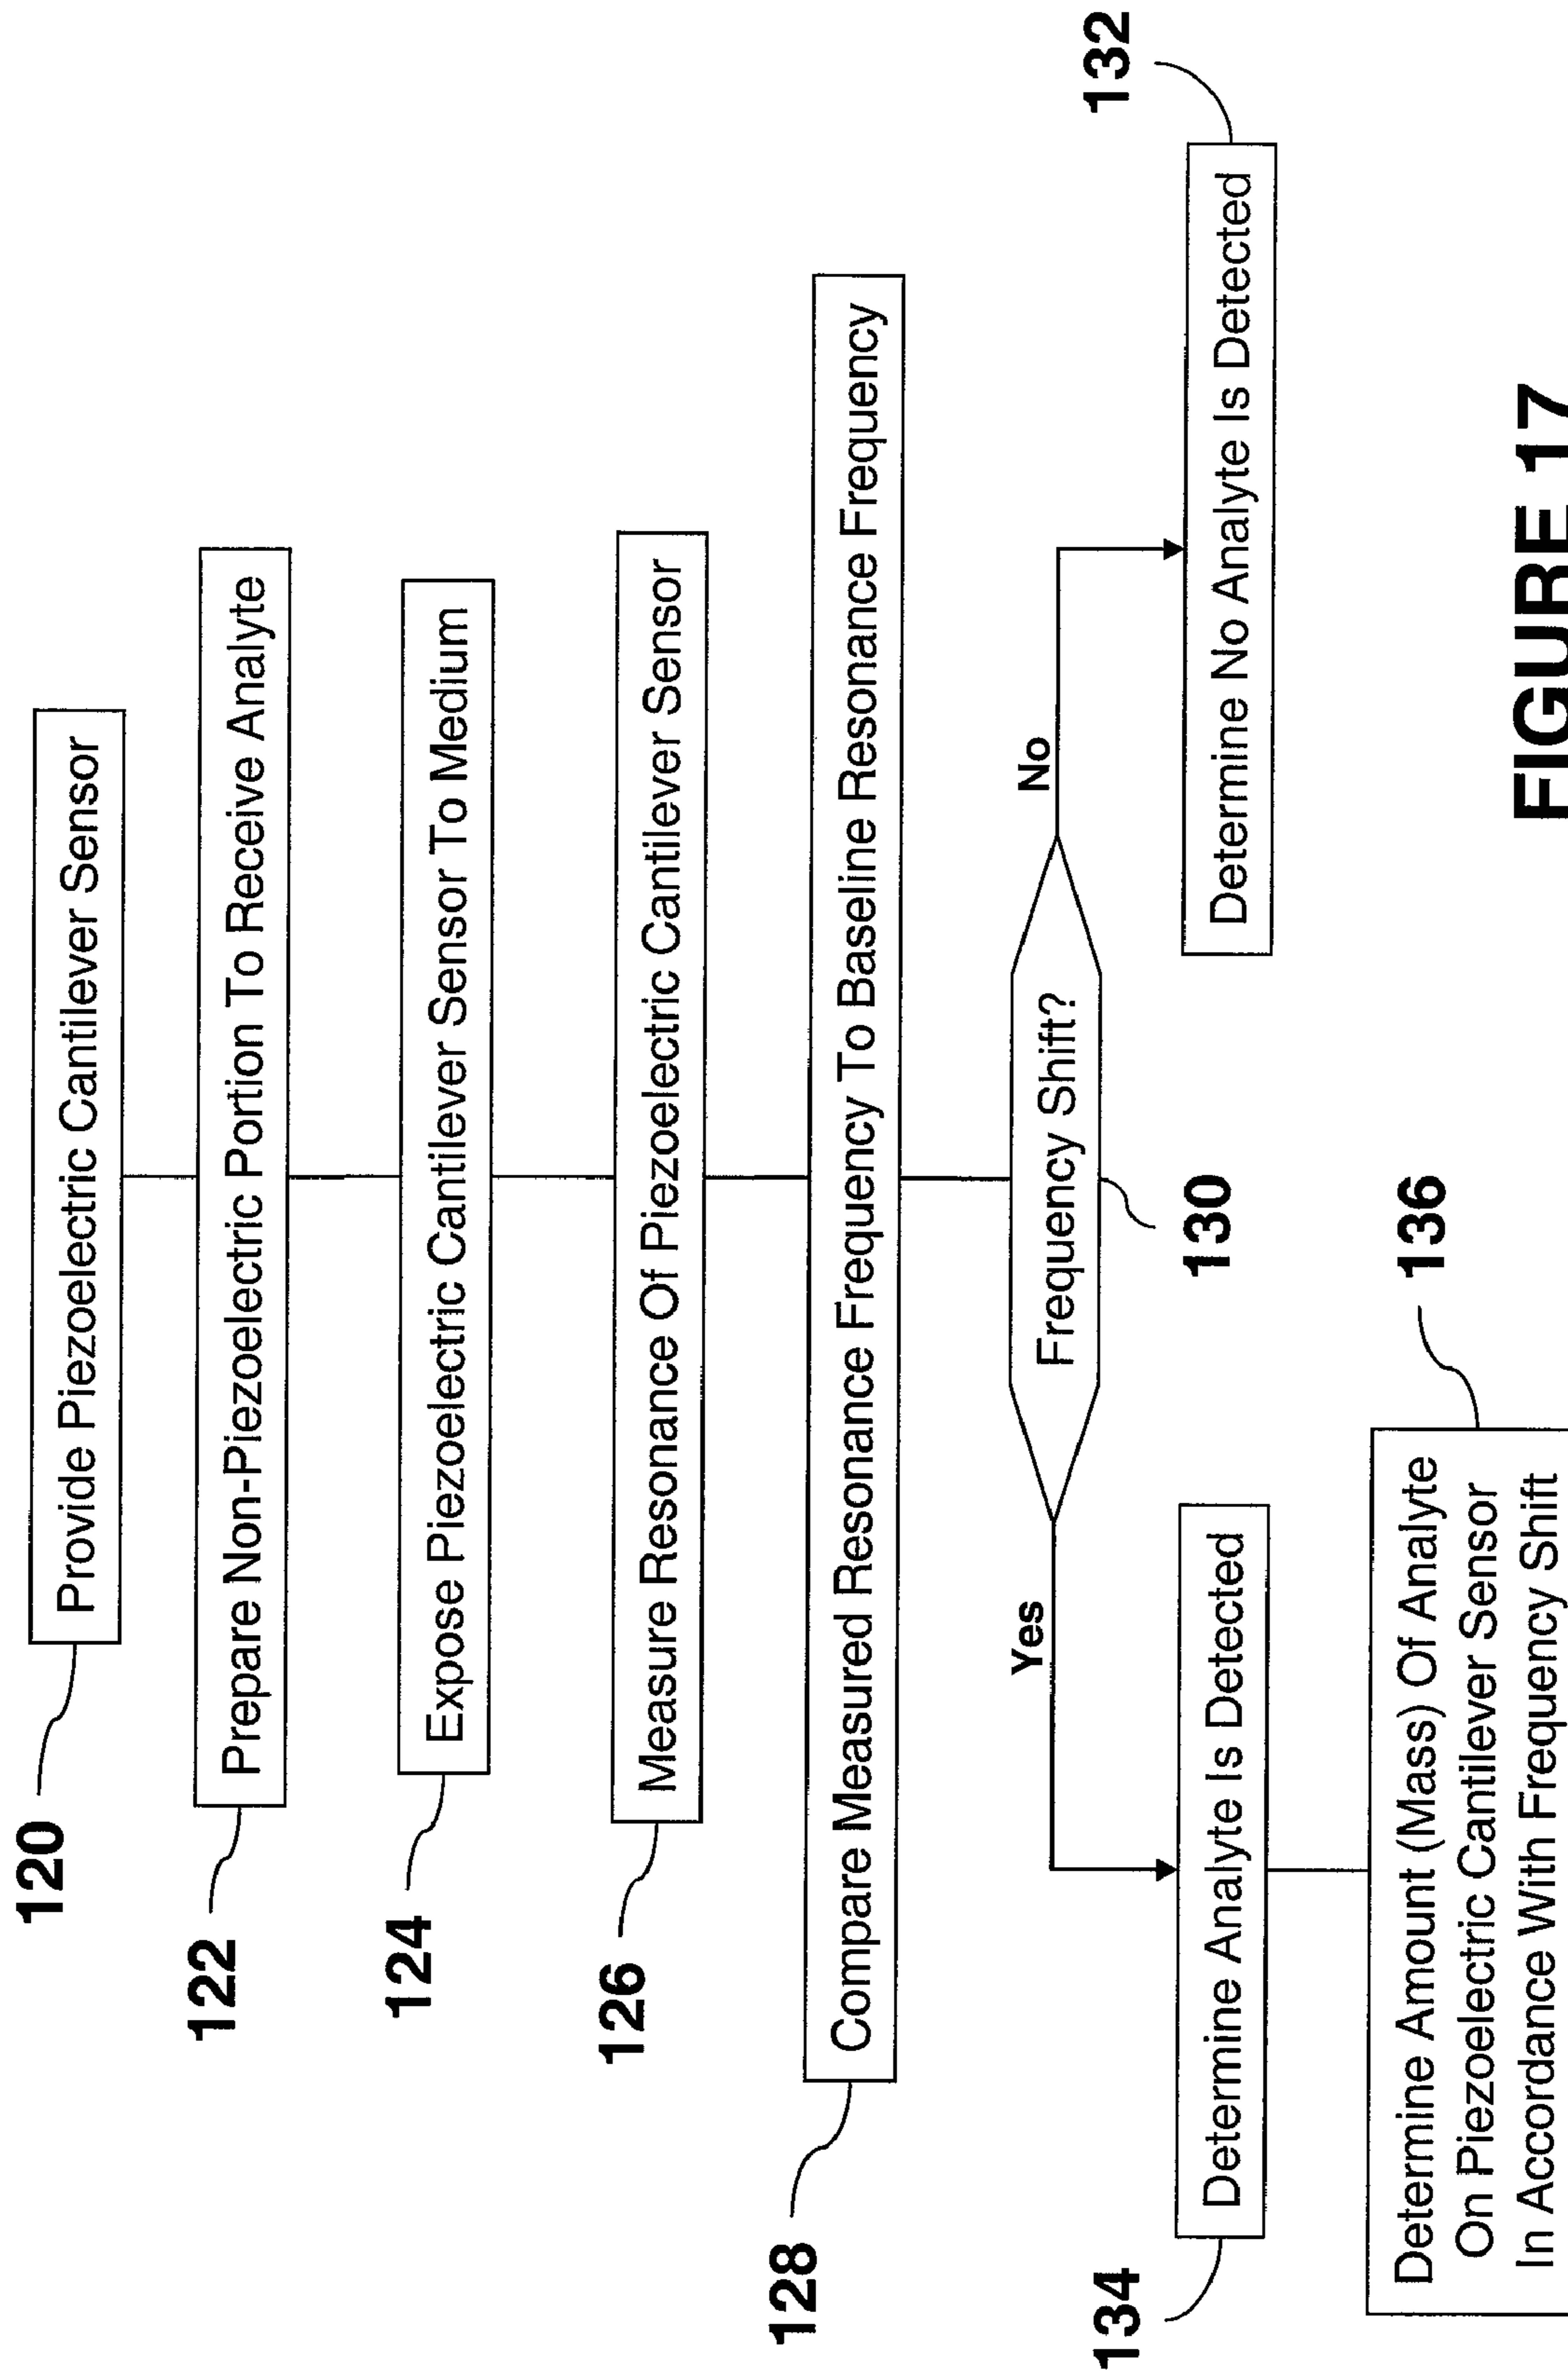 120
Provide Piezoelectric Cantilever Sensor
122
Prepare Non-Piezoelectric Portion To Receive Analyte
124
Expose Piezoelectric Cantilever Sensor To Medium
126
Measure Resonance Of Piezoelectric Cantilever Sensor
128
Compare Measured Resonance Frequency To Baseline Resonance Frequency
Yes
Frequency Shift?
No
130
134
Determine Analyte Is Detected
Determine No Analyte Is Detected
132
136
Determine Amount (Mass) Of Analyte
On Piezoelectric Cantilever Sensor
In Accordance With Frequency Shift
FIGURE 17